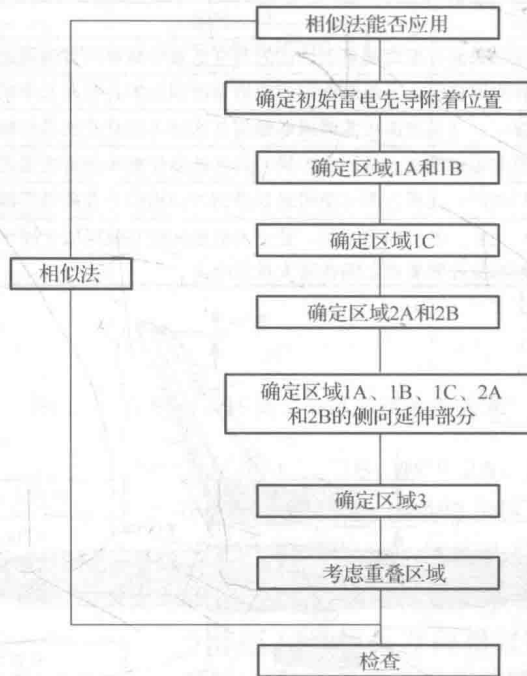 相似法能否应用
确定初始雷电先导附着位置
确定区域1A和1B
确定区域1C
相似法
确定区域2A和2B
确定区域1A、1B、1C、2A
和2B的侧向延伸部分
确定区域3
考虑重叠区域
检查